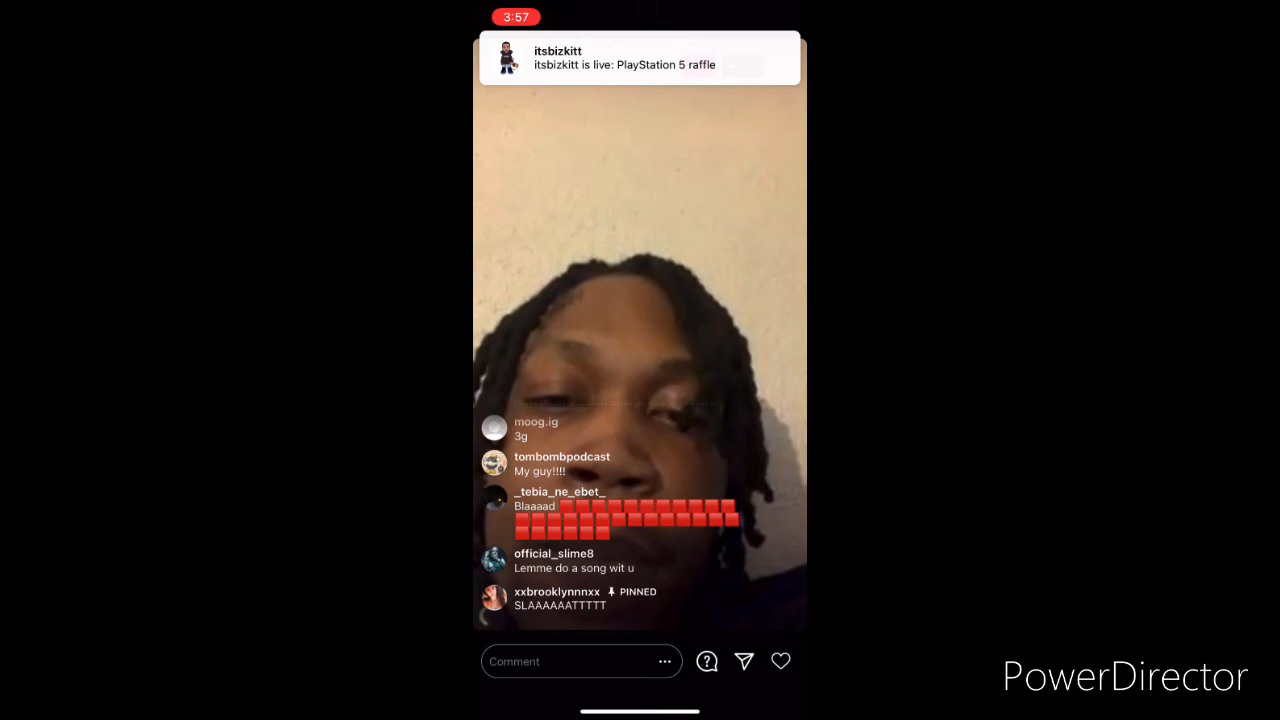 3:57
itsbizkitt
itsbizkitt is live: PlayStation 5 raffle
moog.ig
3g
tombombpodcast
My guy!!!!
_tebia_ne_ebet_
Blaaaad 🟥🟥🟥🟥🟥🟥🟥🟥🟥🟥🟥
🟥🟥🟥🟥🟥🟥🟥🟥🟥🟥🟥🟥🟥🟥
🟥🟥🟥🟥🟥🟥
official_slime8
Lemme do a song wit u
xxbrooklynnnxx 📌 PINNED
SLAAAAAATTTTT
Comment
PowerDirector